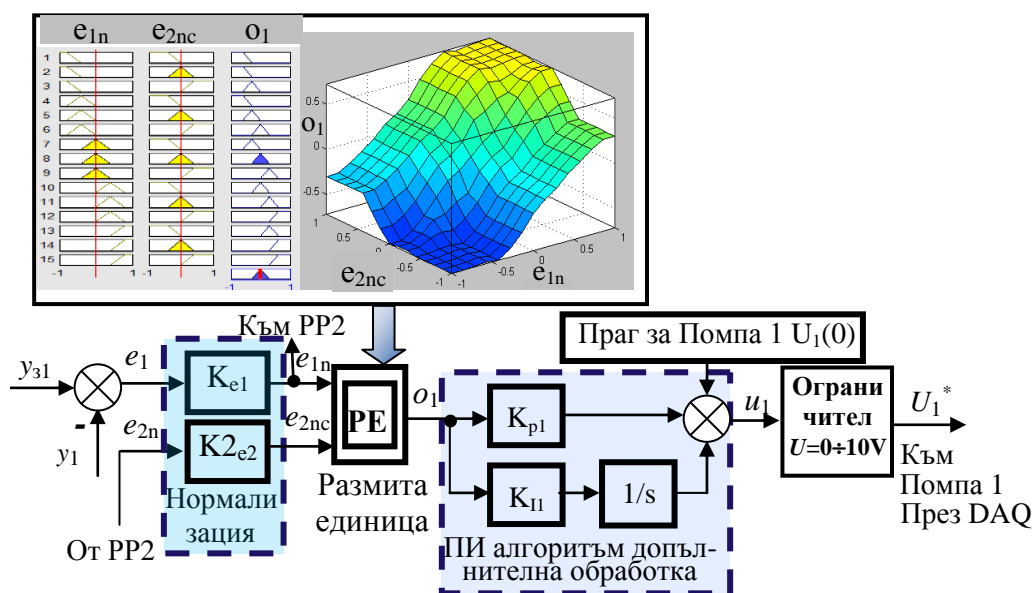 e1n
e2nc
o1
1
2
3
4
5
6
7
8
9
10
11
12
13
14
15
-1
1
-1
1
-1
1
o1
0.5
0
-0.5
1
0.5
0
-0.5
-1
-1
-0.5
0
0.5
1
e2nc
e1n
Към РР2
Праг за Помпа 1 U1(0)
yз1
e1
Ke1
e1n
-
y1
e2n
K2e2
e2nc
РЕ
o1
Kp1
u1
Ограни
чител
U=0÷10V
U1*
Към
Помпа 1
През DAQ
Нормали
зация
Размита
единица
KI1
1/s
От РР2
ПИ алгоритъм допъл-
нителна обработка